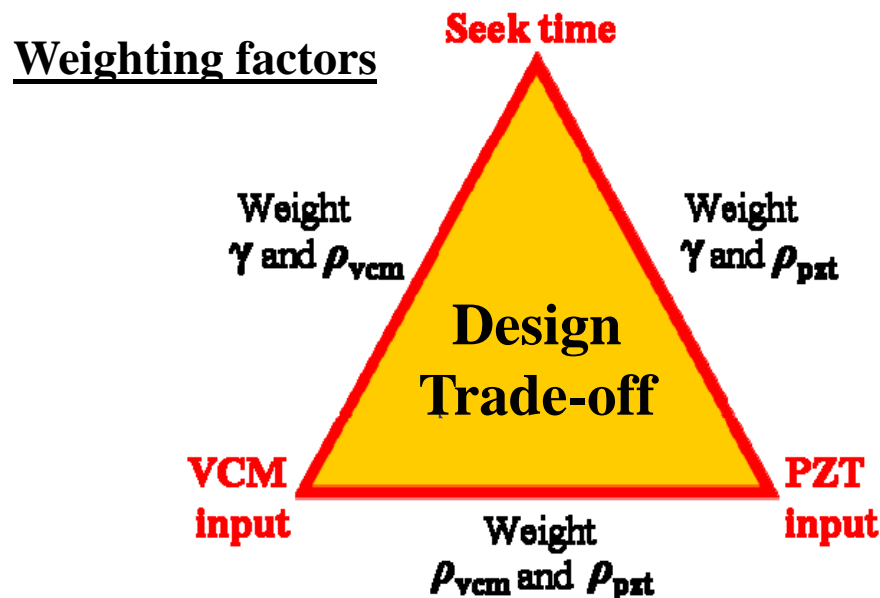 Seek time
Weighting factors
Weight
γ and ρvcm
Weight
γ and ρpzt
Design
Trade-off
VCM
input
PZT
input
Weight
ρvcm and ρpzt